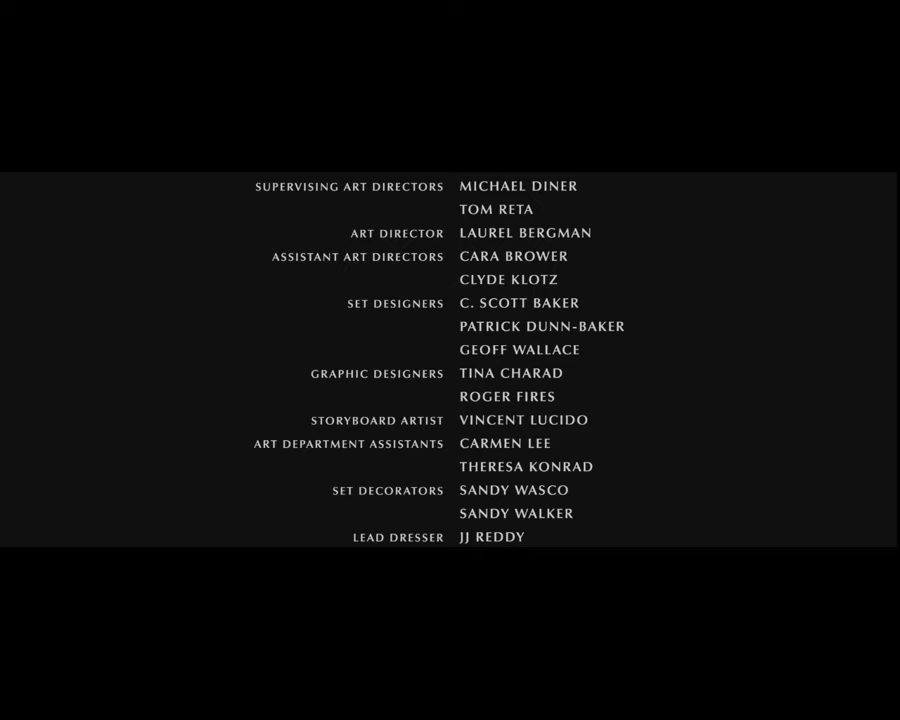 SUPERVISING ART DIRECTORS MICHAEL DINER
TOM RETA
ART DIRECTOR LAUREL BERGMAN
ASSISTANT ART DIRECTORS CARA BROWER
CLYDE KLOTZ
SET DESIGNERS C. SCOTT BAKER
PATRICK DUNN-BAKER
GEOFF WALLACE
GRAPHIC DESIGNERS TINA CHARAD
ROGER FIRES
STORYBOARD ARTIST VINCENT LUCIDO
ART DEPARTMENT ASSISTANTS CARMEN LEE
THERESA KONRAD
SET DECORATORS SANDY WASCO
SANDY WALKER
LEAD DRESSER JJ REDDY